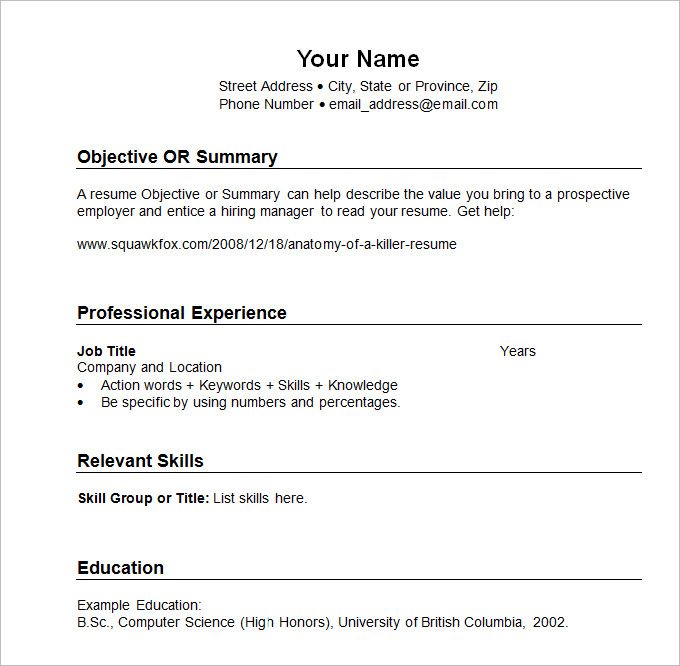 Your Name
Street Address • City, State or Province, Zip
Phone Number • email_address@email.com
Objective OR Summary
A resume Objective or Summary can help describe the value you bring to a prospective
employer and entice a hiring manager to read your resume. Get help:
www.squawkfox.com/2008/12/18/anatomy-of-a-killer-resume
Professional Experience
Job Title Years
Company and Location
• Action words + Keywords + Skills + Knowledge
• Be specific by using numbers and percentages.
Relevant Skills
Skill Group or Title: List skills here.
Education
Example Education:
B.Sc., Computer Science (High Honors), University of British Columbia, 2002.